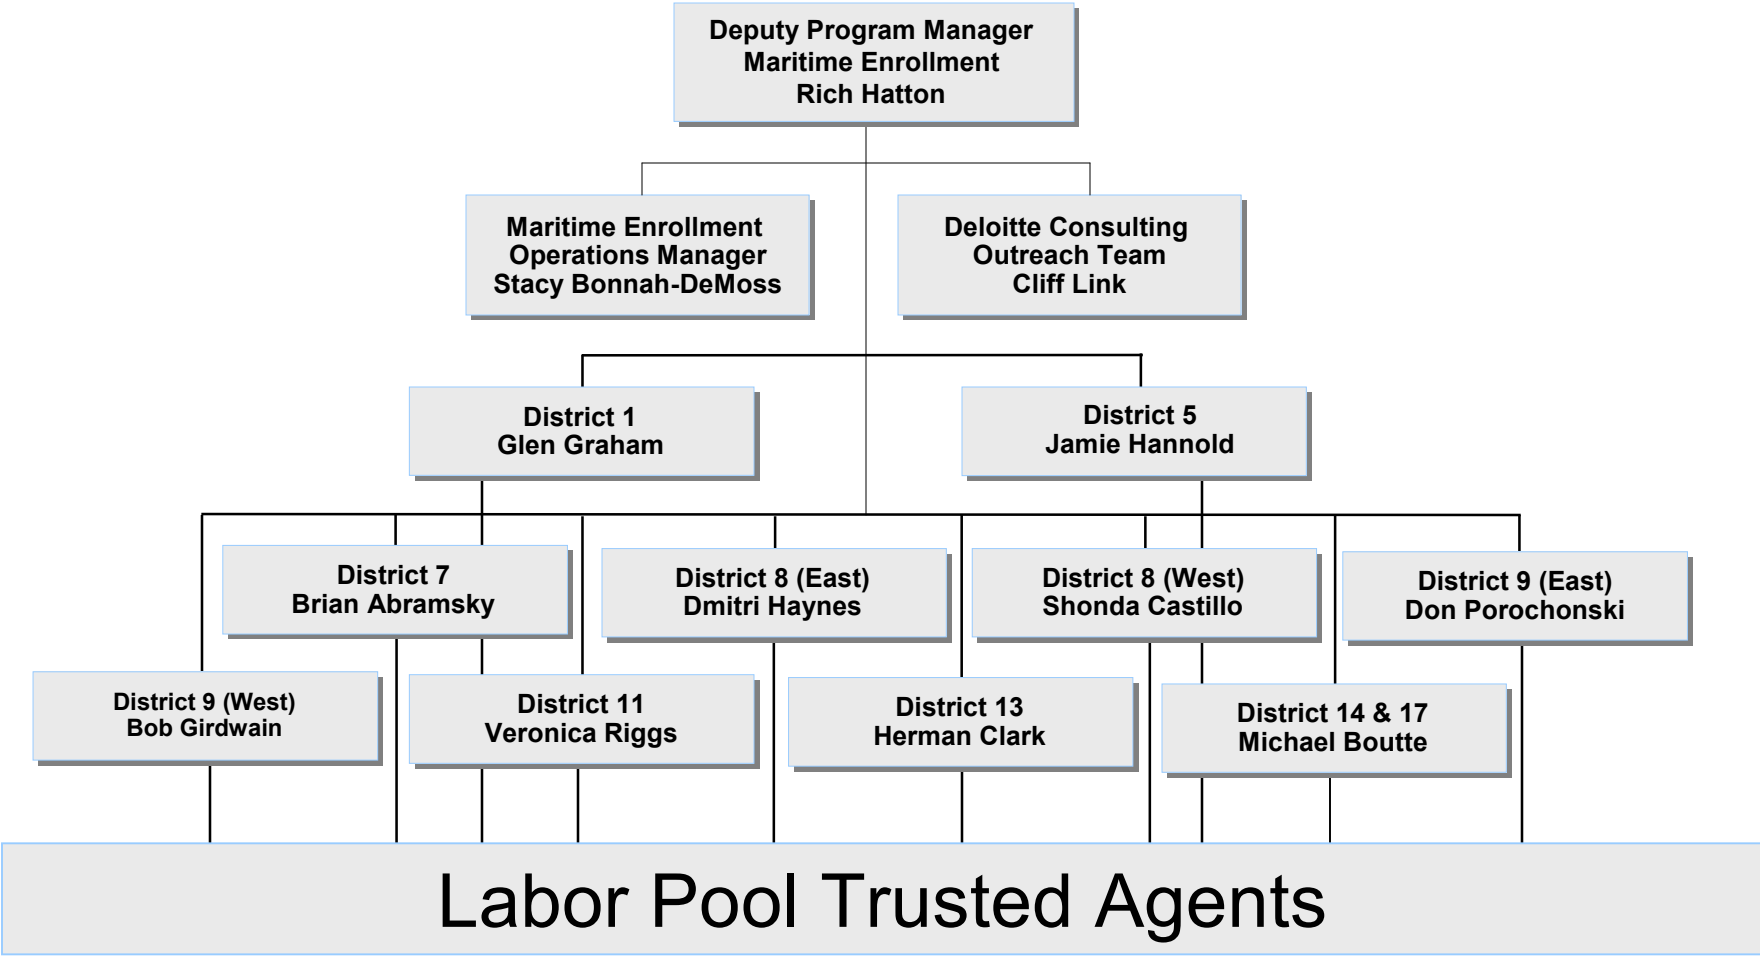 Deputy Program Manager
Maritime Enrollment
Rich Hatton
Maritime Enrollment
Operations Manager
Stacy Bonnah-DeMoss
Deloitte Consulting
Outreach Team
Cliff Link
District 1
Glen Graham
District 5
Jamie Hannold
District 7
Brian Abramsky
District 8 (East)
Dmitri Haynes
District 8 (West)
Shonda Castillo
District 9 (East)
Don Porochonski
District 9 (West)
Bob Girdwain
District 11
Veronica Riggs
District 13
Herman Clark
District 14 & 17
Michael Boutte
Labor Pool Trusted Agents